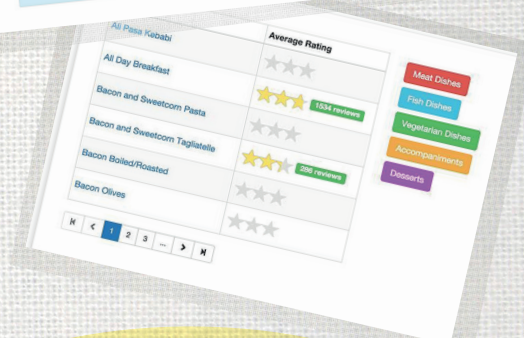 Average Rating
Ali Pasa Kebabi
All Day Breakfast
1534 reviews
Bacon and Sweetcorn Pasta
Bacon and Sweetcorn Tagliatelle
286 reviews
Bacon Boiled/Roasted
Bacon Olives
1 2 3 ...
Meat Dishes
Fish Dishes
Vegetarian Dishes
Accompaniments
Desserts